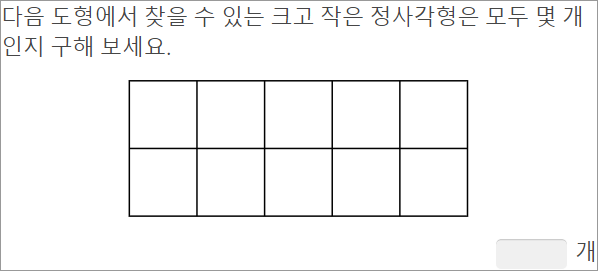 다음 도형에서 찾을 수 있는 크고 작은 정사각형은 모두 몇 개
인지 구해 보세요.
개